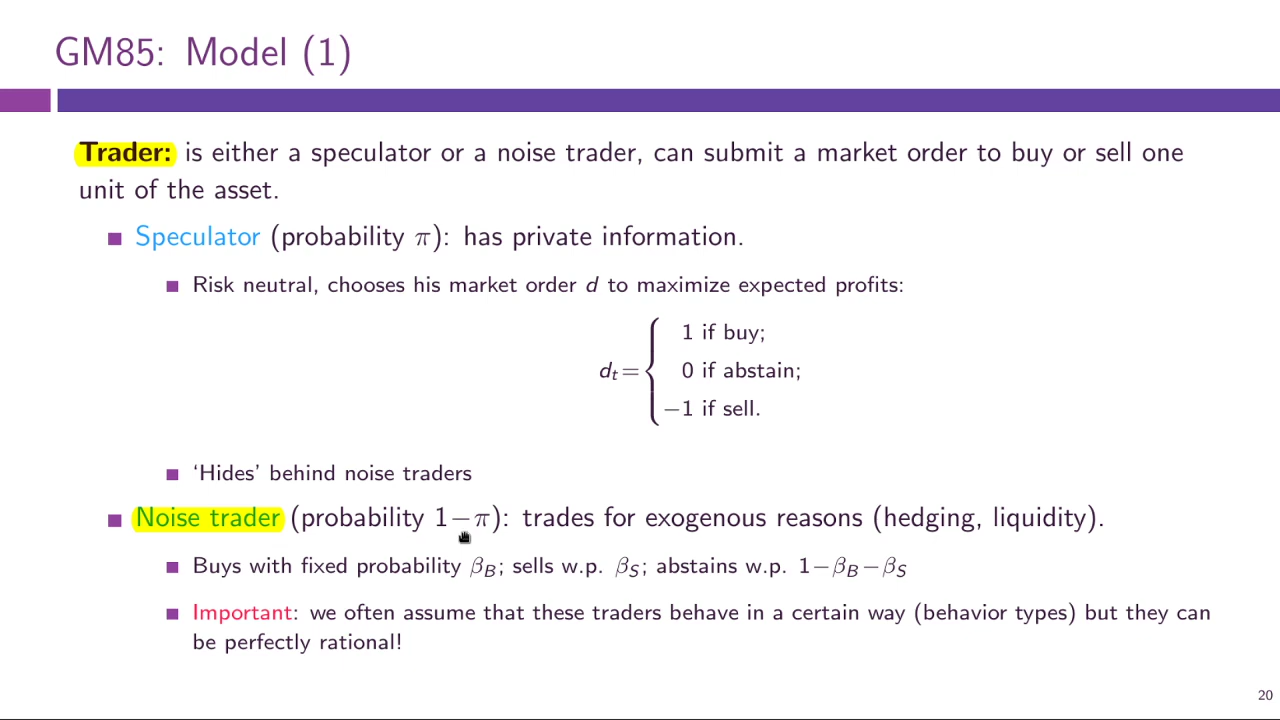 GM85: Model (1)
Trader: is either a speculator or a noise trader, can submit a market order to buy or sell one
unit of the asset.
Speculator (probability π): has private information.
Risk neutral, chooses his market order d to maximize expected profits:
1 if buy;
dₜ= 0 if abstain;
−1 if sell.
‘Hides’ behind noise traders
Noise trader (probability 1−π): trades for exogenous reasons (hedging, liquidity).
Buys with fixed probability β_B; sells w.p. β_S; abstains w.p. 1−β_B−β_S
Important: we often assume that these traders behave in a certain way (behavior types) but they can
be perfectly rational!
20